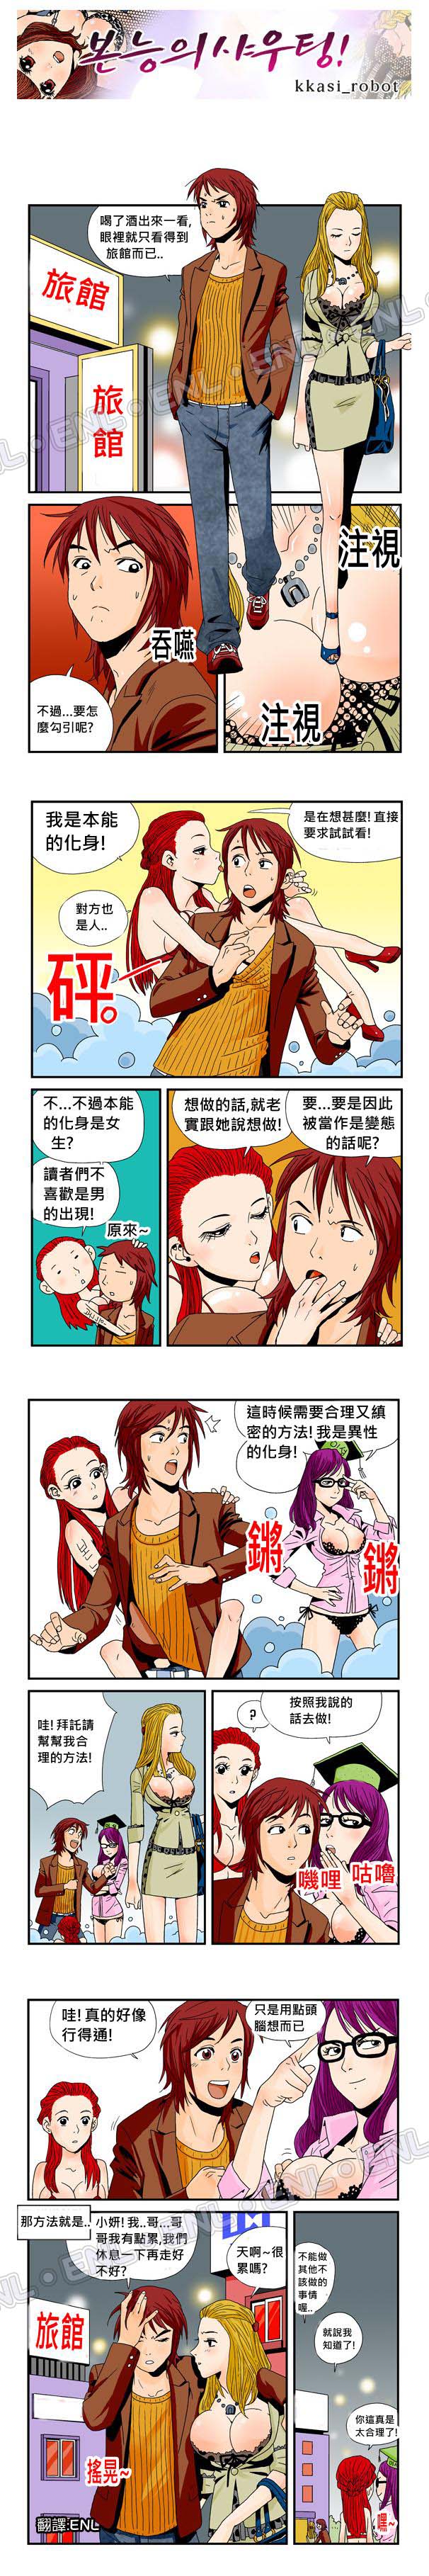 본능의샤우팅!
kkasi_robot
喝了酒出來一看,
眼裡就只看得到
旅館而已..
旅館
旅館
ENL•ENL•ENL•ENL
注視
吞嚥
不過...要怎
麼勾引呢?
注視
我是本能
的化身!
是在想甚麼! 直接
要求試試看!
對方也
是人..
砰。
不...不過本能
的化身是女
生?
讀者們不
喜歡是男
的出現!
原來~
想做的話,就老
實跟她說想做!
要...要是因此
被當作是變態
的話呢?
這時候需要合理又縝
密的方法! 我是異性
的化身!
鏘
鏘
哇! 拜託請
幫幫我合
理的方法!
?
按照我說的
話去做!
嘰哩
咕嚕
哇! 真的好像
行得通!
只是用點頭
腦想而已
ENL•ENL•ENL•ENL
那方法就是..
小妍! 我..哥...哥
哥我有點累,我們
休息一下再走好
不好?
天啊~很
累嗎?
旅館
搖晃~
翻譯:ENL
不能做
其他不
該做的
事情
喔..
就說我
知道了!
你這真是
太合理了!
嘿~